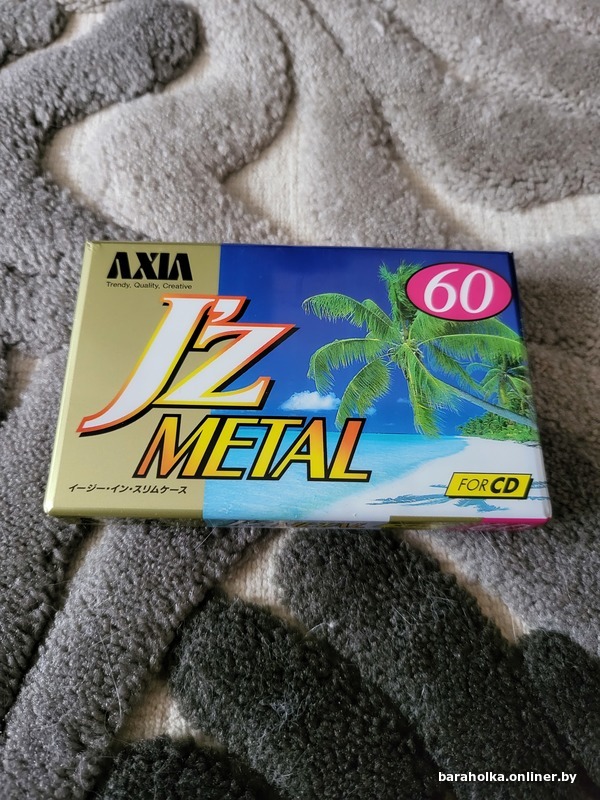 AXIA
Trendy, Quality, Creative
60
J'z
METAL
イージー・イン・スリムケース
FOR CD
baraholka.onliner.by